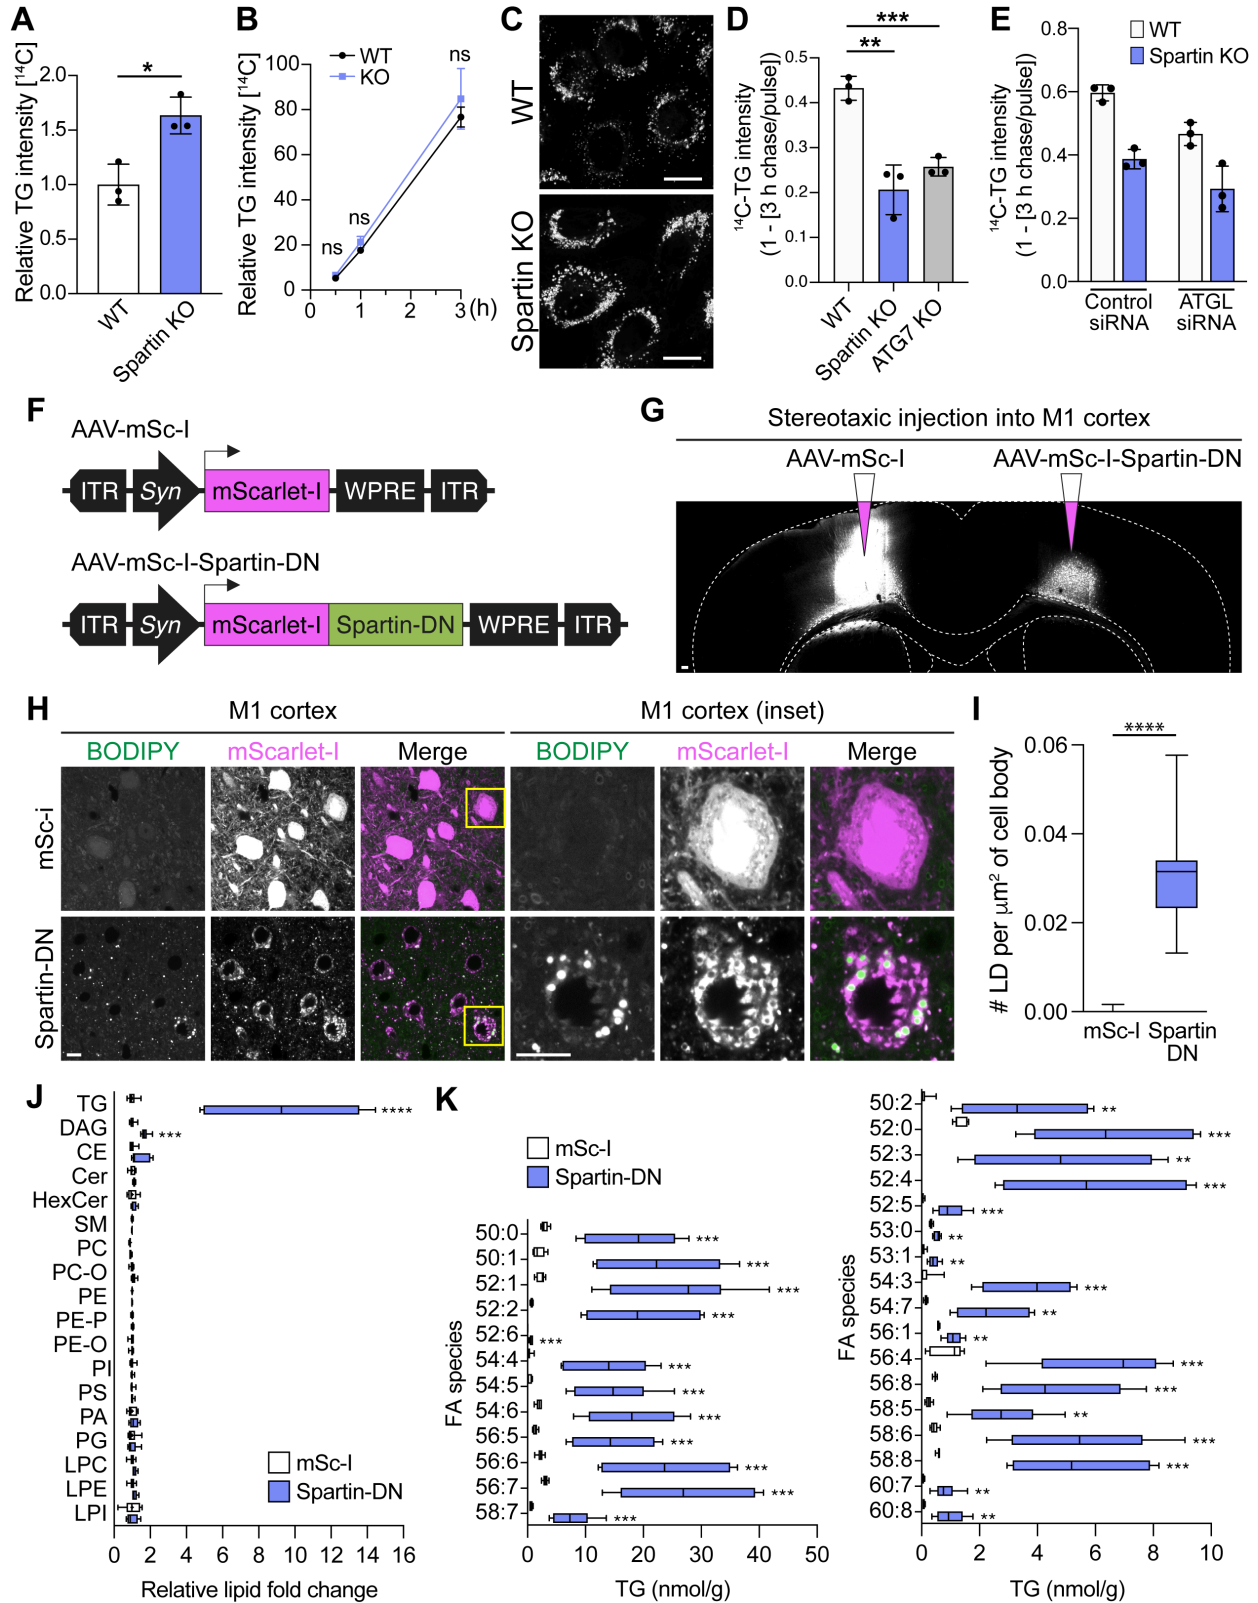 A
Relative TG intensity [¹⁴C]
2.0
1.5
1.0
0.5
0.0
*
WT
Spartin KO
B
Relative TG intensity [¹⁴C]
WT
KO
100
80
60
40
20
0
ns
ns
ns
0
1
2
3
(h)
C
WT
Spartin KO
D
¹⁴C-TG intensity
(1 - [3 h chase/pulse])
0.5
0.4
0.3
0.2
0.1
0.0
***
**
WT
Spartin KO
ATG7 KO
E
WT
Spartin KO
¹⁴C-TG intensity
(1 - [3 h chase/pulse])
0.8
0.6
0.4
0.2
0.0
Control
siRNA
ATGL
siRNA
F
AAV-mSc-I
ITR Syn mScarlet-I WPRE ITR
AAV-mSc-I-Spartin-DN
ITR Syn mScarlet-I Spartin-DN WPRE ITR
G
Stereotaxic injection into M1 cortex
AAV-mSc-I AAV-mSc-I-Spartin-DN
H
M1 cortex M1 cortex (inset)
BODIPY mScarlet-I Merge BODIPY mScarlet-I Merge
mSc-i
Spartin-DN
I
# LD per μm² of cell body
0.06
0.04
0.02
0.00
****
mSc-I
Spartin
DN
J
TG
****
DAG
***
CE
Cer
HexCer
SM
PC
PC-O
PE
PE-P
PE-O
PI
PS
PA
PG
LPC
LPE
LPI
mSc-I
Spartin-DN
0 2 4 6 8 10 12 14 16
Relative lipid fold change
K
mSc-I
Spartin-DN
FA species
50:0 ***
50:1 ***
52:1 ***
52:2 ***
52:6 ***
54:4 ***
54:5 ***
54:6 ***
56:5 ***
56:6 ***
56:7 ***
58:7 ***
0 10 20 30 40 50
TG (nmol/g)
FA species
50:2 **
52:0 ***
52:3 **
52:4 ***
52:5 ***
53:0 **
53:1 **
54:3 ***
54:7 **
56:1 **
56:4 ***
56:8 ***
58:5 **
58:6 ***
58:8 ***
60:7 **
60:8 **
0 2 4 6 8 10
TG (nmol/g)